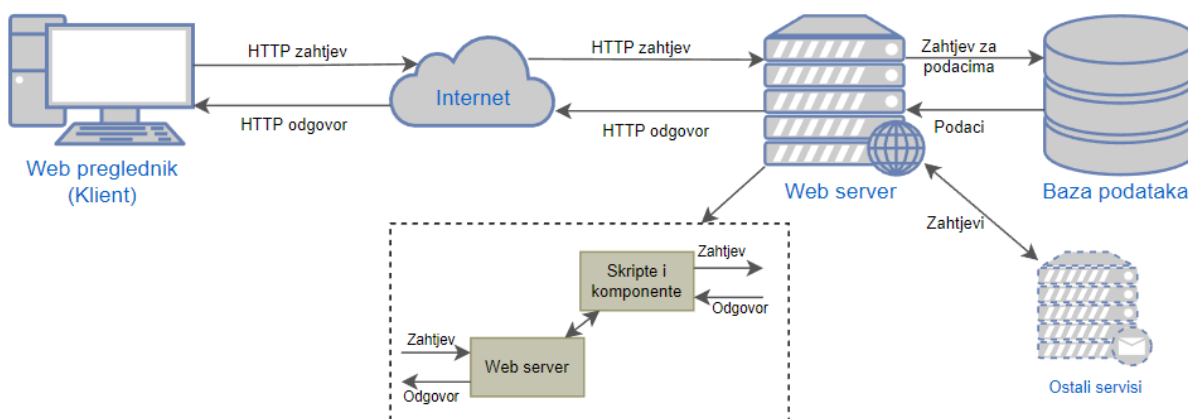 HTTP zahtjev
HTTP zahtjev
Zahtjev za
podacima
Internet
HTTP odgovor
HTTP odgovor
Podaci
Web preglednik
(Klient)
Web server
Baza podataka
Zahtjevi
Zahtjev
Skripte i
komponente
Odgovor
Zahtjev
Web server
Odgovor
Ostali servisi